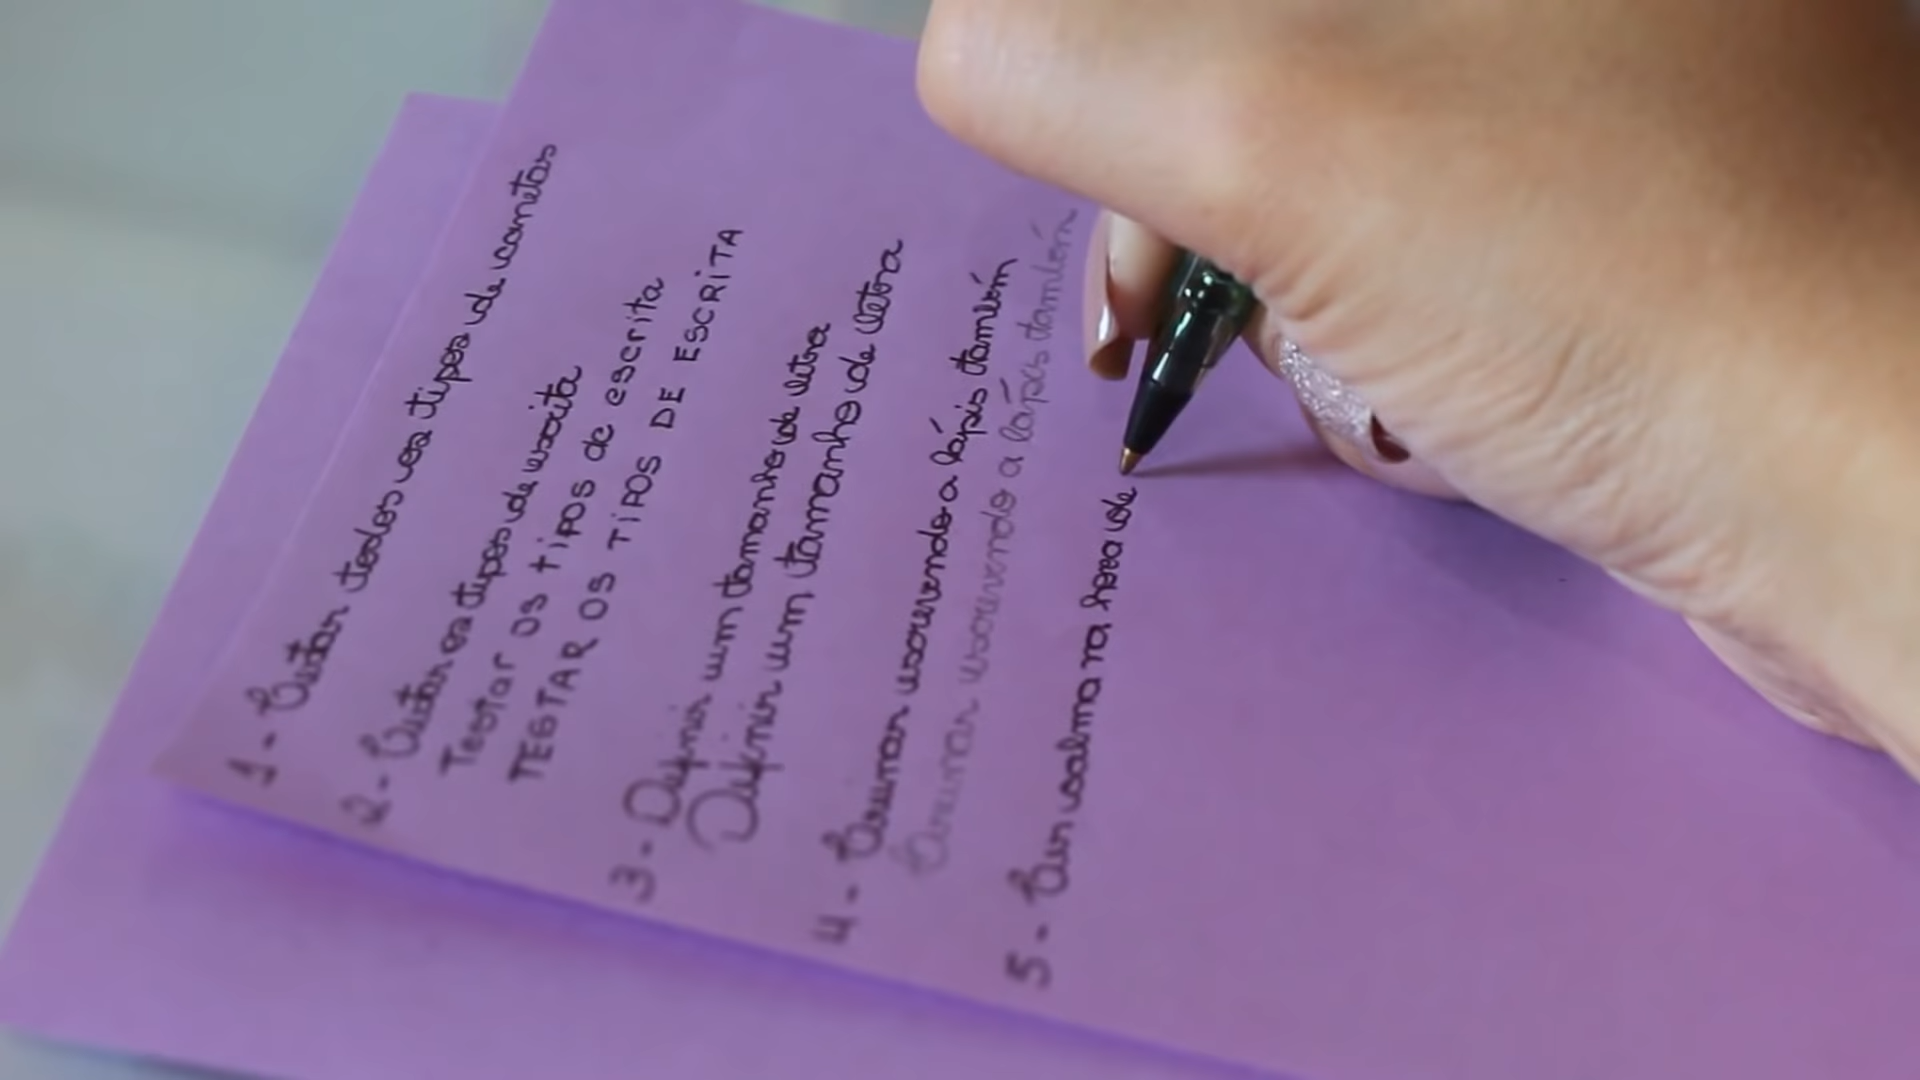 1 - Testar todos os tipos de canetas
2 - Testar os tipos de escrita
Testar os tipos de escrita
TESTAR OS TIPOS DE ESCRITA
3 - Definir um tamanho de letra
Definir um tamanho de letra
4 - Treinar escrevendo a lápis também
Treinar escrevendo a lápis também
5 - Ter calma na hora de